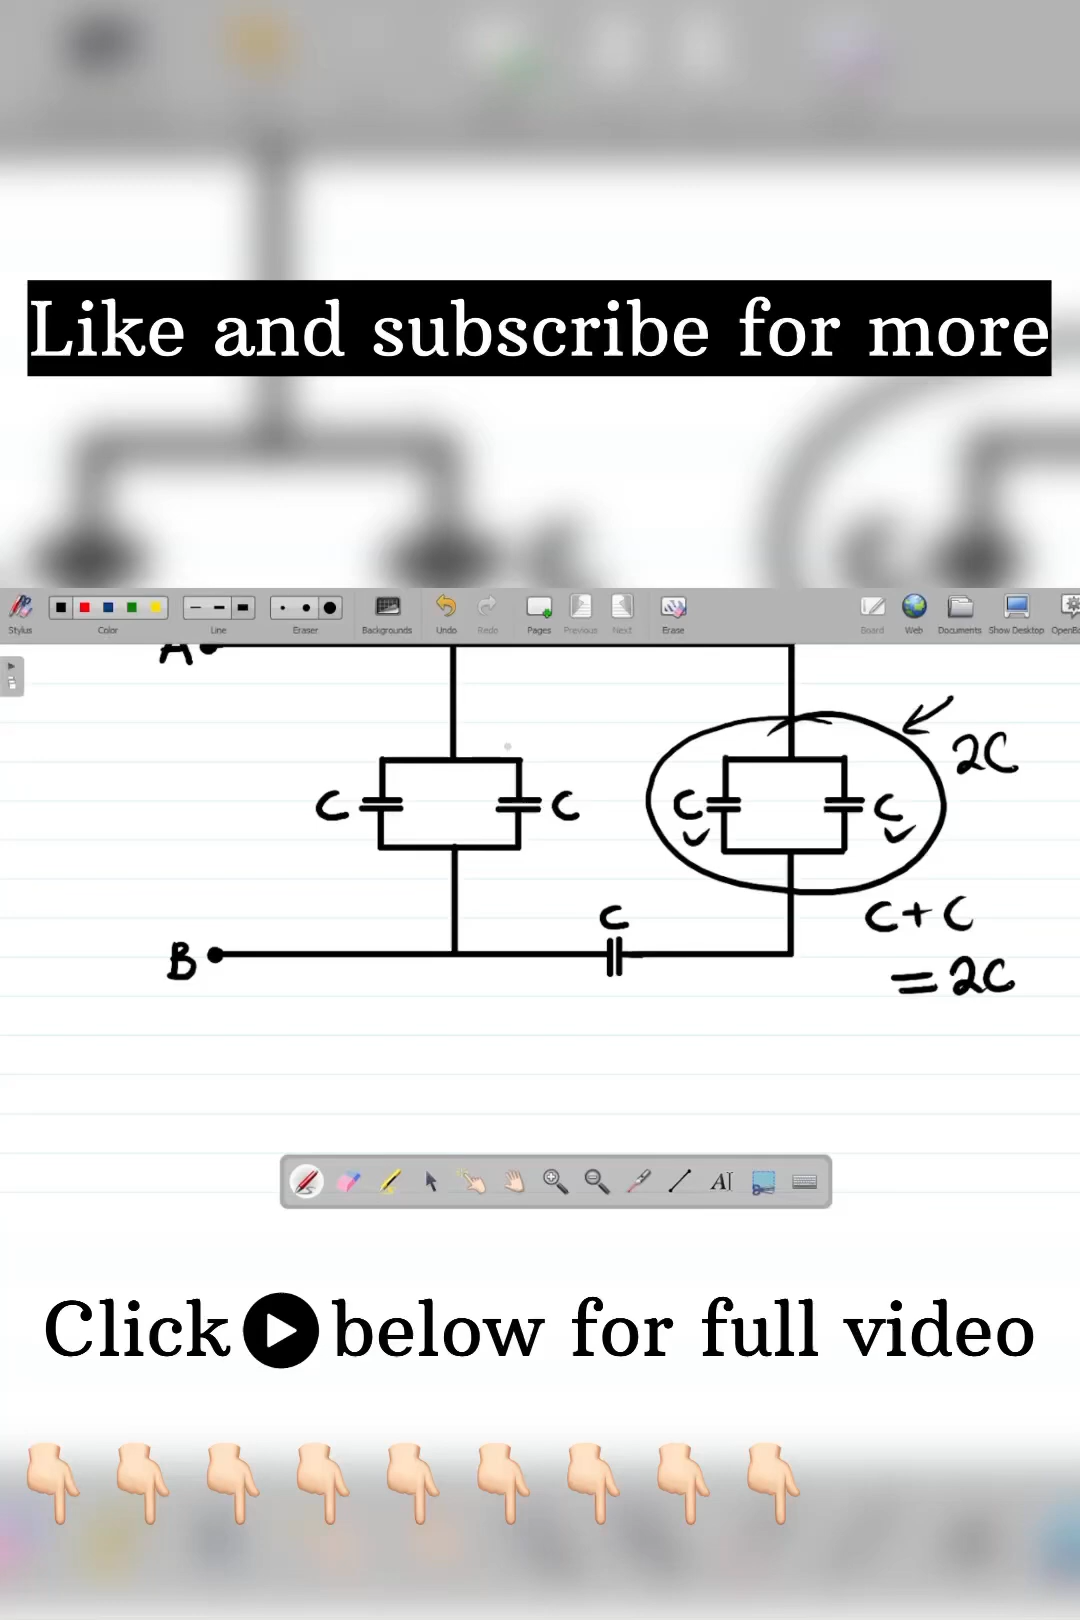 Like and subscribe for more
Stylus
Color
Line
Eraser
Backgrounds
Undo
Redo
Pages
Previous
Next
Erase
Board
Web
Documents
Show Desktop
A
2C
C
C
C
C
C
C + C
= 2C
B
AI
Click below for full video